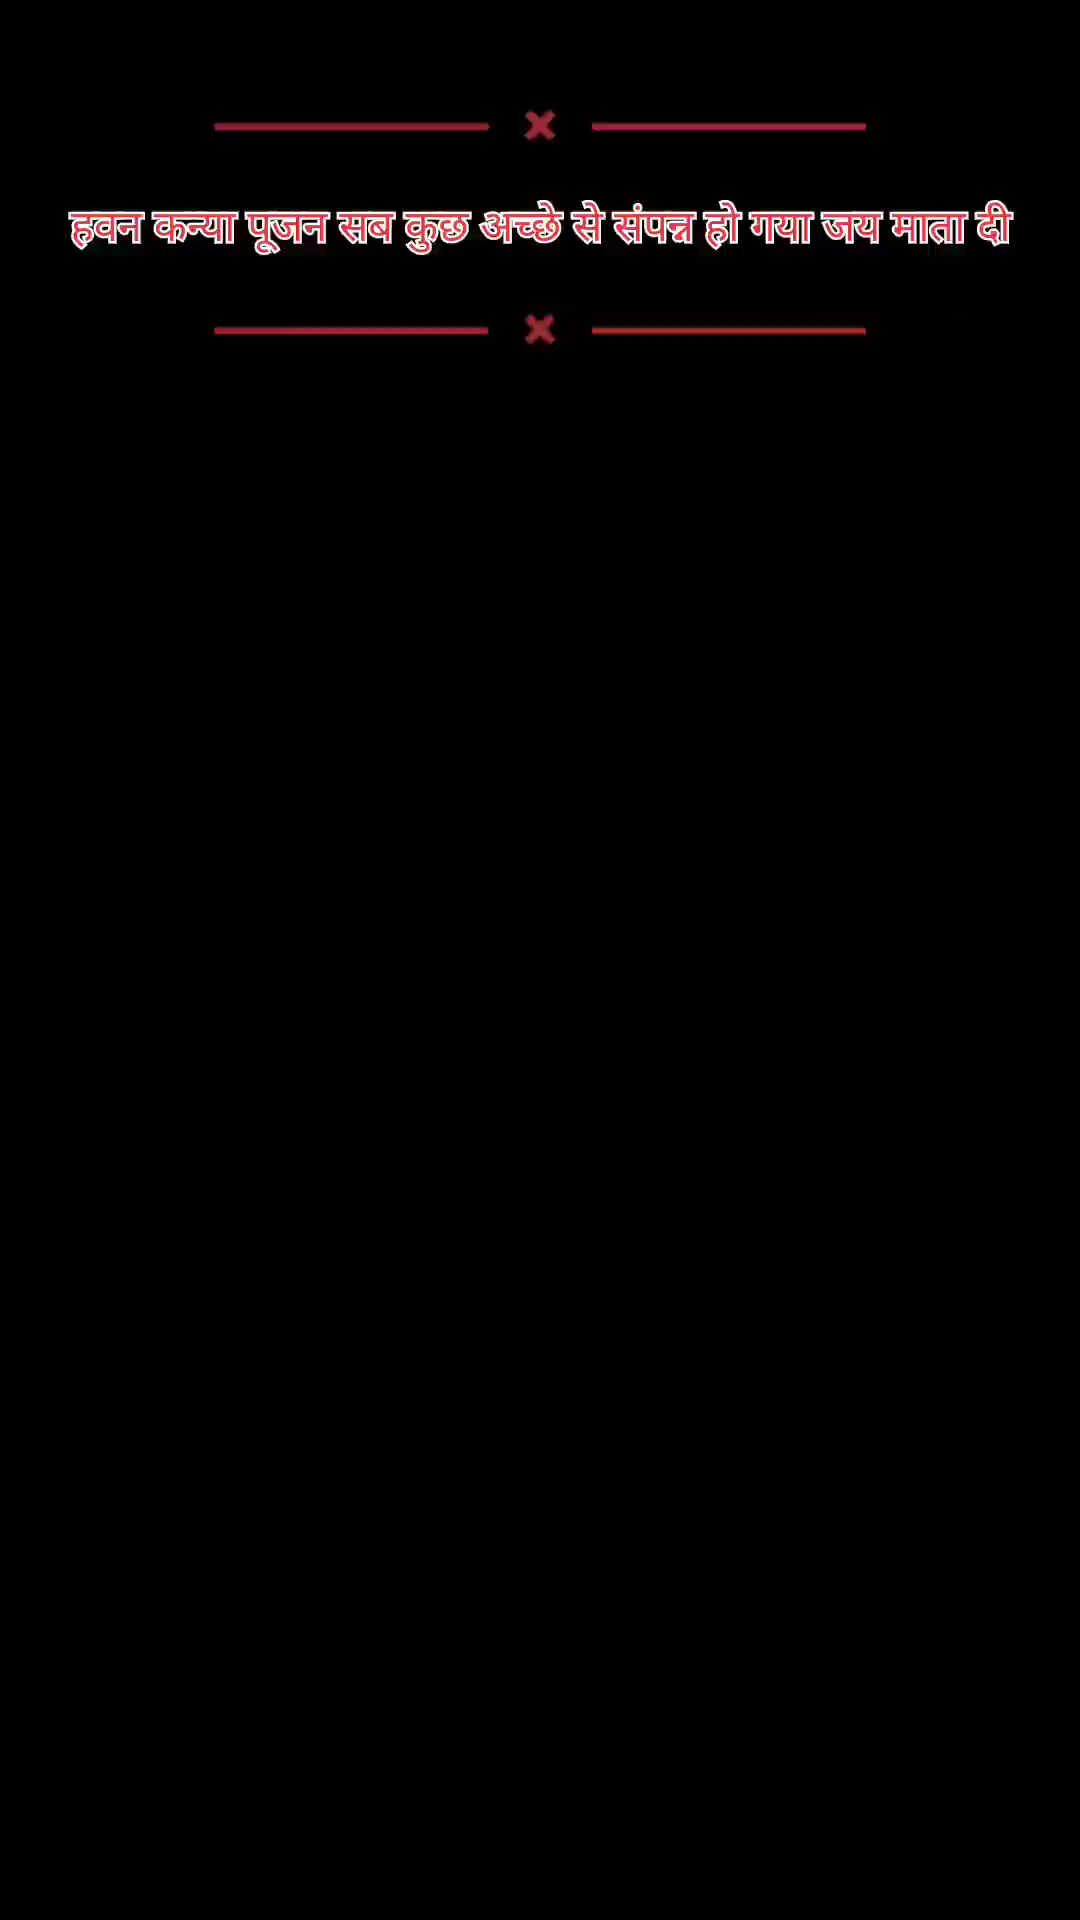 हवन कन्या पूजन सब कुछ अच्छे से संपन्न हो गया जय माता दी